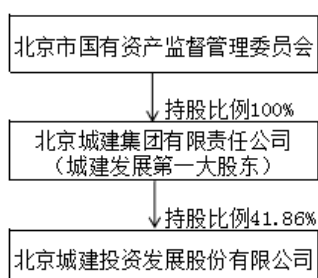 北京市国有资产监督管理委员会
持股比例100%
北京城建集团有限责任公司
（城建发展第一大股东）
持股比例41.86%
北京城建投资发展股份有限公司